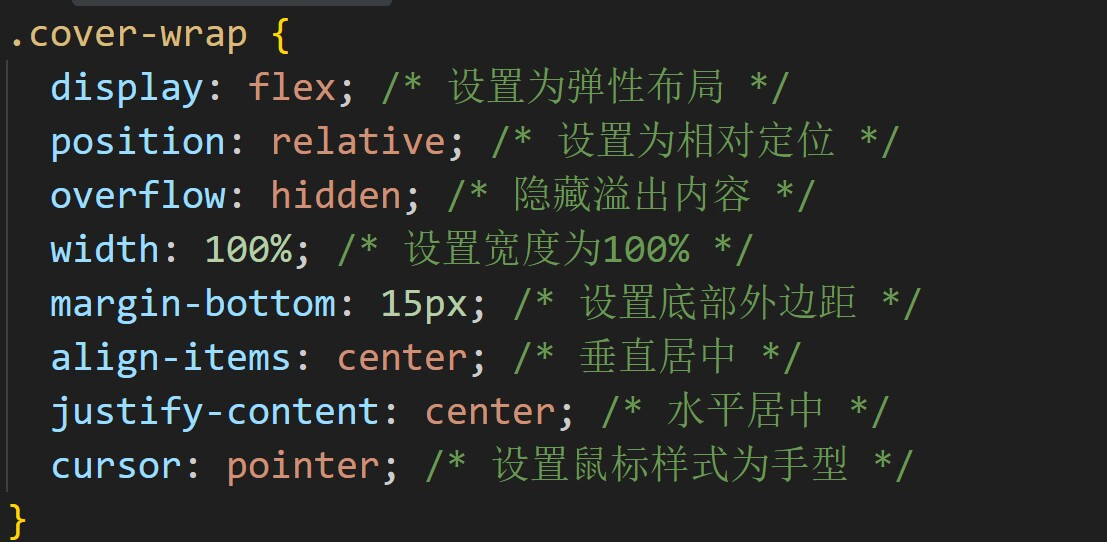 .cover-wrap {
  display: flex; /* 设置为弹性布局 */
  position: relative; /* 设置为相对定位 */
  overflow: hidden; /* 隐藏溢出内容 */
  width: 100%; /* 设置宽度为100% */
  margin-bottom: 15px; /* 设置底部外边距 */
  align-items: center; /* 垂直居中 */
  justify-content: center; /* 水平居中 */
  cursor: pointer; /* 设置鼠标样式为手型 */
}